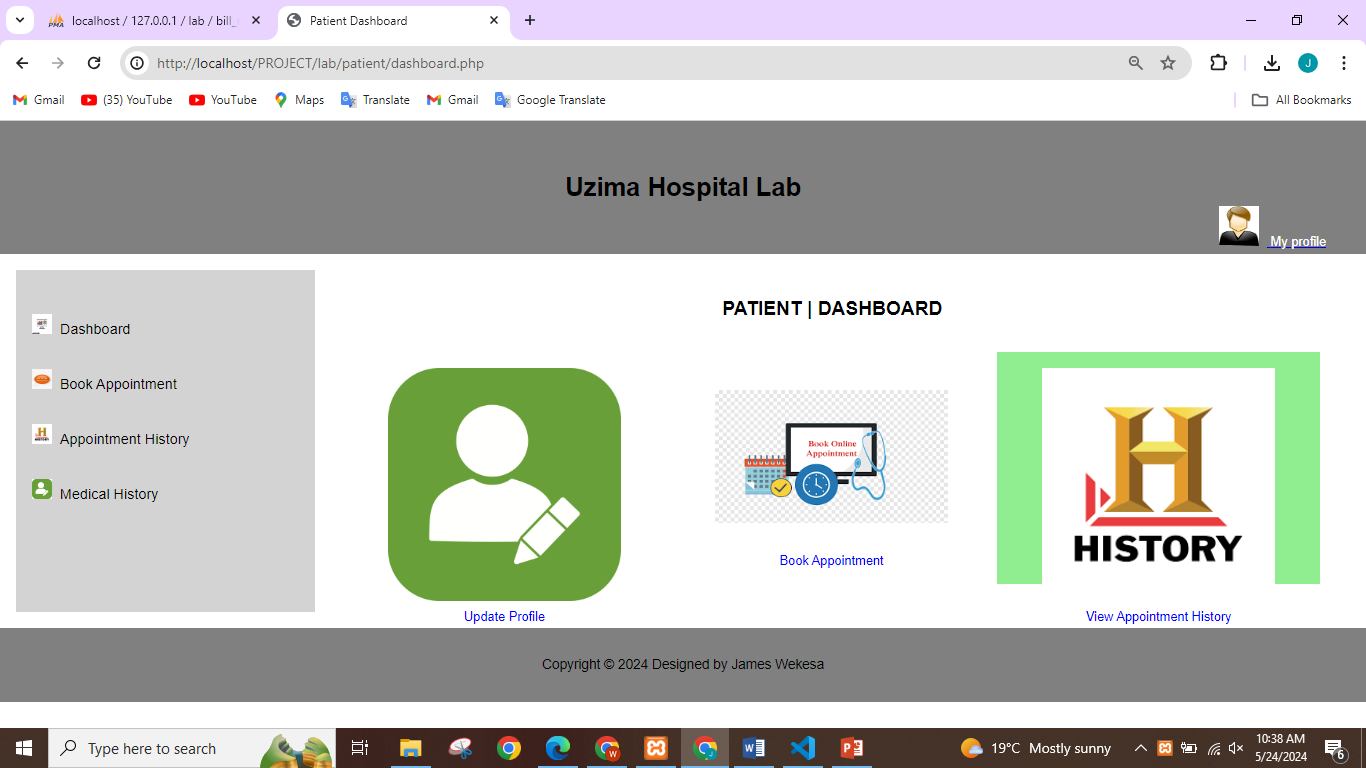 localhost / 127.0.0.1 / lab / bill_
Patient Dashboard
http://localhost/PROJECT/lab/patient/dashboard.php
J
Gmail
(35) YouTube
YouTube
Maps
Translate
Gmail
Google Translate
All Bookmarks
Uzima Hospital Lab
My profile
Dashboard
Book Appointment
Appointment History
Medical History
PATIENT | DASHBOARD
Book Online
Appointment
HISTORY
Update Profile
Book Appointment
View Appointment History
Copyright © 2024 Designed by James Wekesa
Type here to search
19°C Mostly sunny
10:38 AM
5/24/2024
6